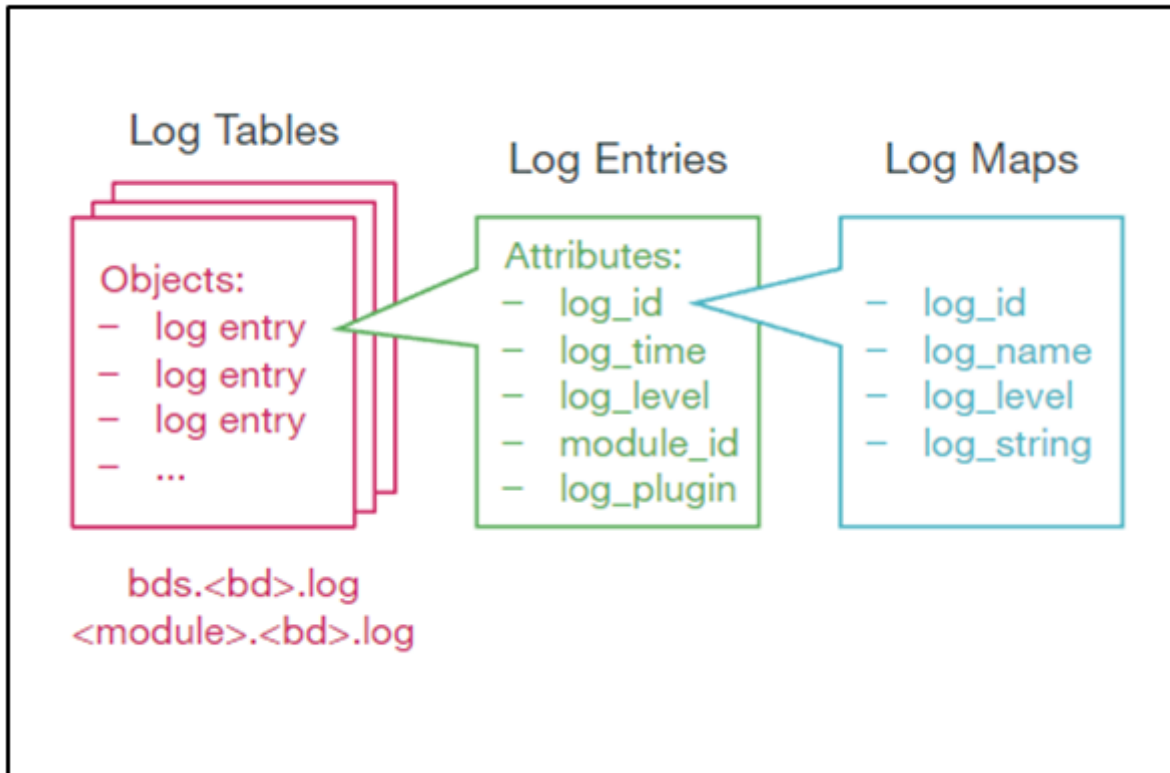 Log Tables
Objects:
– log entry
– log entry
– log entry
– ...
bds.<bd>.log
<module>.<bd>.log
Log Entries
Attributes:
– log_id
– log_time
– log_level
– module_id
– log_plugin
Log Maps
– log_id
– log_name
– log_level
– log_string